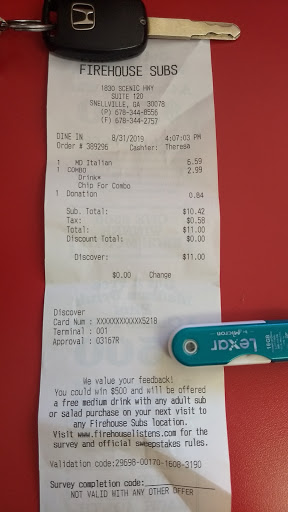 FIREHOUSE SUBS
1830 SCENIC HWY
SUITE 120
SNELLVILLE, GA 30078
(P) 678-344-8556
(F) 678-344-2757
DINE IN 8/31/2019 4:07:03 PM
Order # 389296 Cashier: Theresa
1 MD Italian 6.59
1 COMBO 2.99
Drink*
Chip For Combo
1 Donation 0.84
Sub. Total: $10.42
Tax: $0.58
Total: $11.00
Discount Total: $0.00
Discover: $11.00
$0.00 Change
Discover
Card Num : XXXXXXXXXXXX5218
Terminal : 001
Approval : 03167R
Lexar
Micron
16GB
We value your feedback!
You could win $500 and will be offered
a free medium drink with any adult sub
or salad purchase on your next visit to
any Firehouse Subs location.
Visit www.firehouselistens.com for the
survey and official sweepstakes rules.
Validation code:29698-00170-1608-3190
Survey completion code:
NOT VALID WITH ANY OTHER OFFER